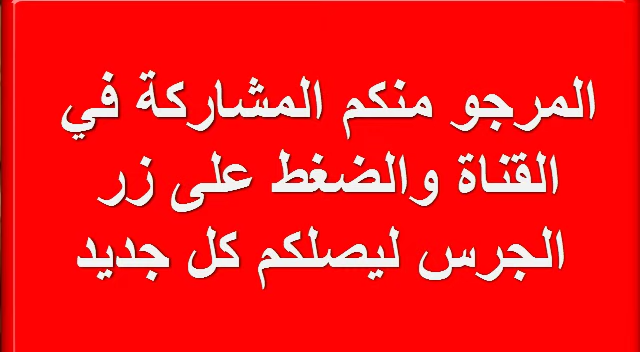 المرجو منكم المشاركة في
القناة والضغط على زر
الجرس ليصلكم كل جديد